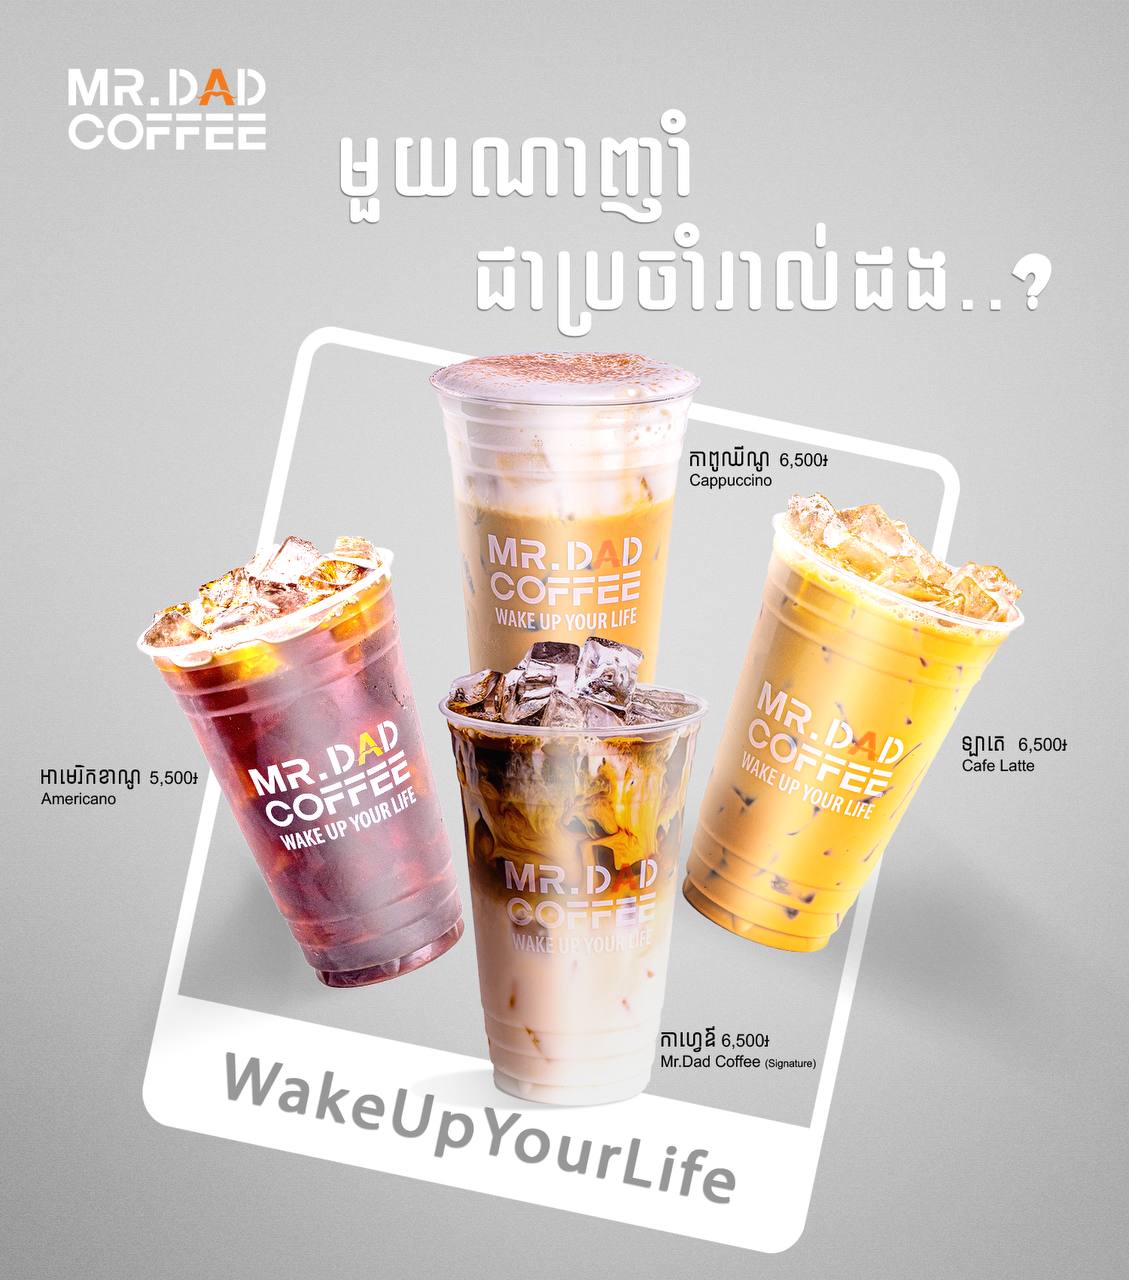 MR.DAD
COFFEE
មួយណាញ៉ាំ
ជាប្រចាំរាល់ដង..?
កាពូឈីណូ 6,500៛
Cappuccino
MR.DAD
COFFEE
WAKE UP YOUR LIFE
អាមេរិកខាណូ 5,500៛
Americano
MR.DAD
COFFEE
WAKE UP YOUR LIFE
ឡាតេ 6,500៛
Cafe Latte
MR.DAD
COFFEE
WAKE UP YOUR LIFE
MR.DAD
COFFEE
WAKE UP YOUR LIFE
កាហ្វេឌី 6,500៛
Mr.Dad Coffee (Signature)
WakeUpYourLife